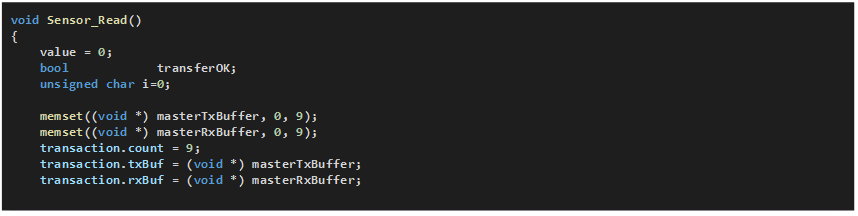 void Sensor_Read()
{
    value = 0;
    bool            transferOK;
    unsigned char i=0;

    memset((void *) masterTxBuffer, 0, 9);
    memset((void *) masterRxBuffer, 0, 9);
    transaction.count = 9;
    transaction.txBuf = (void *) masterTxBuffer;
    transaction.rxBuf = (void *) masterRxBuffer;